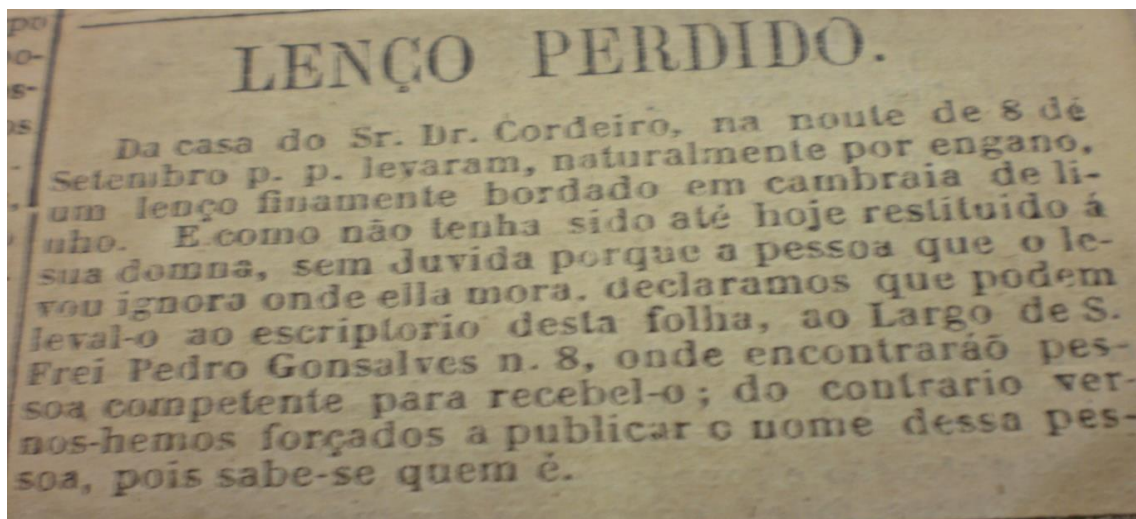 LENÇO PERDIDO.
Da casa do Sr. Dr. Cordeiro, na noute de 8 de
Setembro p. p. levaram, naturalmente por engano,
um lenço finamente bordado em cambraia de li-
nho. E como não tenha sido até hoje restituido á
sua domna, sem duvida porque a pessoa que o le-
vou ignora onde ella mora, declaramos que podem
leval-o ao escriptorio desta folha, ao Largo de S.
Frei Pedro Gonsalves n. 8, onde encontraráõ pes-
soa competente para recebel-o; do contrario ver-
nos-hemos forçados a publicar o nome dessa pes-
soa, pois sabe-se quem é.